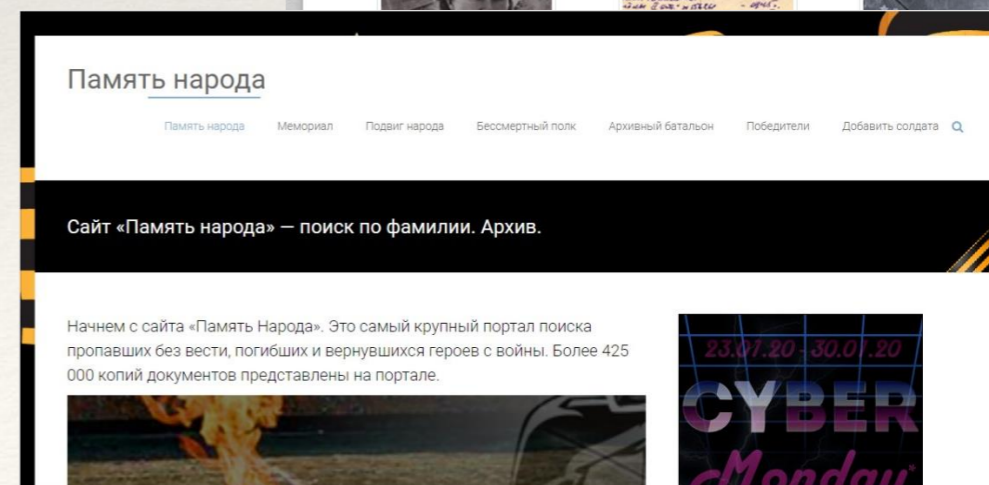 Память народа
Память народа Мемориал Подвиг народа Бессмертный полк Архивный батальон Победители Добавить солдата
Сайт «Память народа» — поиск по фамилии. Архив.
Начнем с сайта «Память Народа». Это самый крупный портал поиска
пропавших без вести, погибших и вернувшихся героев с войны. Более 425
000 копий документов представлены на портале.
23.01.20 - 30.01.20
CYBER
Monday*